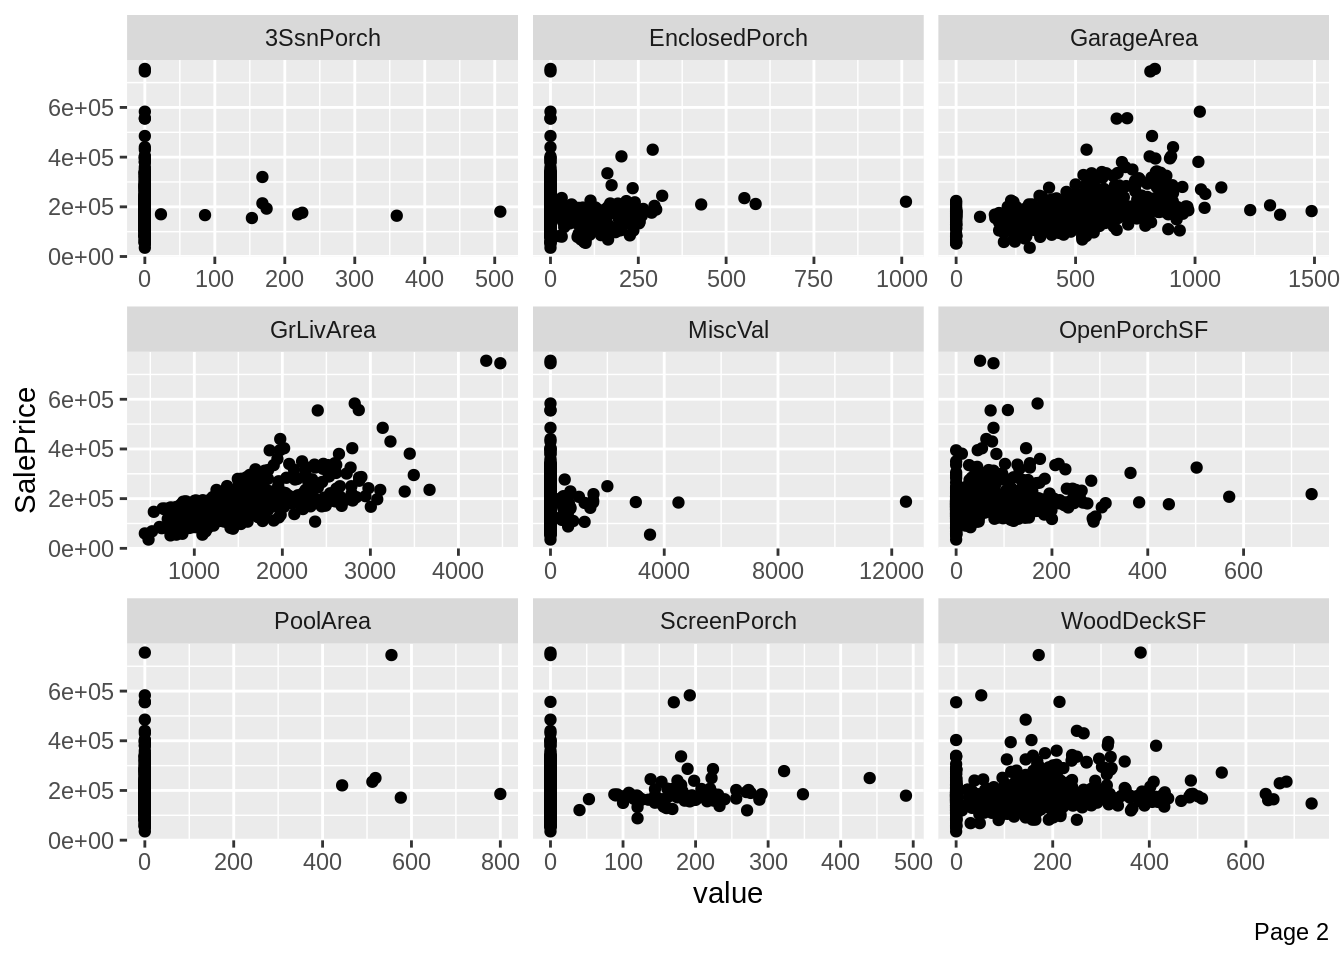 3SsnPorch EnclosedPorch GarageArea
6e+05
4e+05
2e+05
0e+00
0 100 200 300 400 500 0 250 500 750 1000 0 500 1000 1500
GrLivArea MiscVal OpenPorchSF
6e+05
4e+05
2e+05
0e+00
1000 2000 3000 4000 0 4000 8000 12000 0 200 400 600
SalePrice
PoolArea ScreenPorch WoodDeckSF
6e+05
4e+05
2e+05
0e+00
0 200 400 600 800 0 100 200 300 400 500 0 200 400 600
value
Page 2